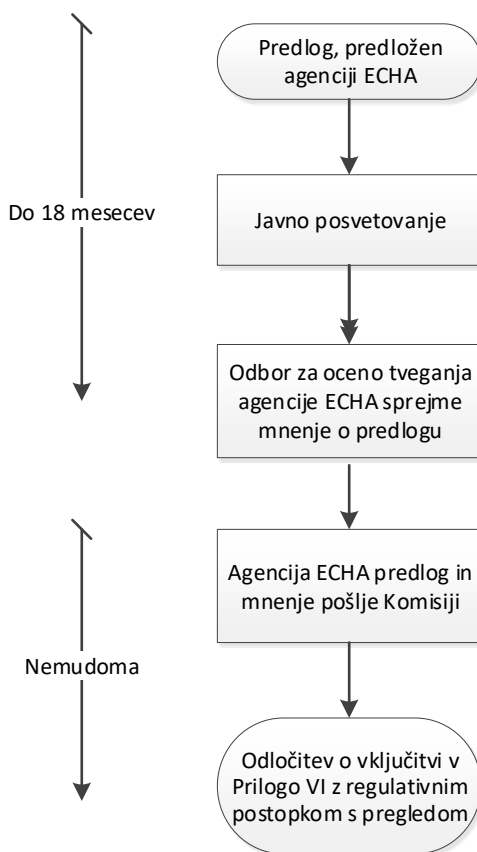 Predlog, predložen
agenciji ECHA
Do 18 mesecev
Javno posvetovanje
Odbor za oceno tveganja
agencije ECHA sprejme
mnenje o predlogu
Agencija ECHA predlog in
mnenje pošlje Komisiji
Nemudoma
Odločitev o vključitvi v
Prilogo VI z regulativnim
postopkom s pregledom